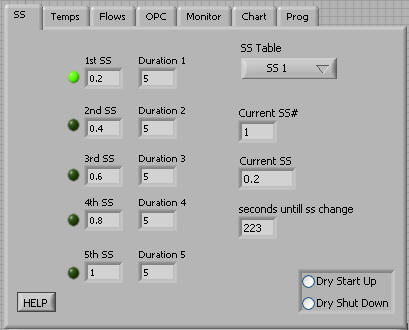 SS Temps Flows OPC Monitor Chart Prog
1st SS Duration 1
0.2 5
2nd SS Duration 2
0.4 5
3rd SS Duration 3
0.6 5
4th SS Duration 4
0.8 5
5th SS Duration 5
1 5
SS Table
SS 1
Current SS#
1
Current SS
0.2
seconds untill ss change
223
HELP
Dry Start Up
Dry Shut Down